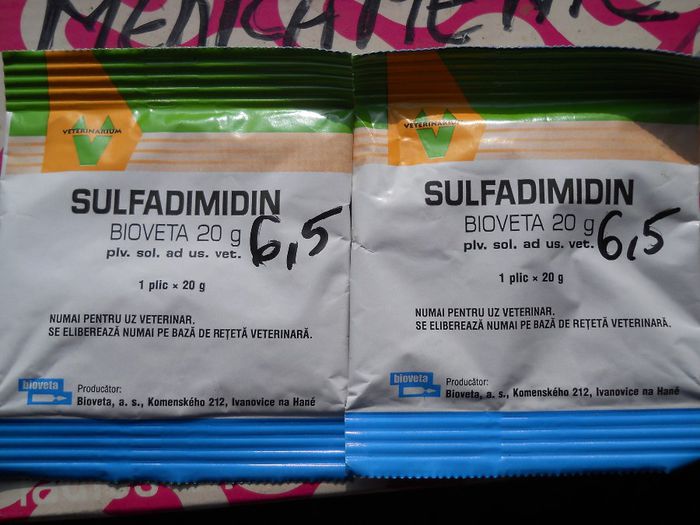 MEDICAMENTE
VETERINARIUM
SULFADIMIDIN
BIOVETA 20 g
plv. sol. ad us. vet.
6,5
1 plic × 20 g
NUMAI PENTRU UZ VETERINAR.
SE ELIBEREAZĂ NUMAI PE BAZĂ DE REȚETĂ VETERINARĂ.
bioveta
Producător:
Bioveta, a. s., Komenského 212, Ivanovice na Hané
VETERINARIUM
SULFADIMIDIN
BIOVETA 20 g
plv. sol. ad us. vet.
6,5
1 plic × 20 g
NUMAI PENTRU UZ VETERINAR.
SE ELIBEREAZĂ NUMAI PE BAZĂ DE REȚETĂ VETERINARĂ.
bioveta
Producător:
Bioveta, a. s., Komenského 212, Ivanovice na Hané